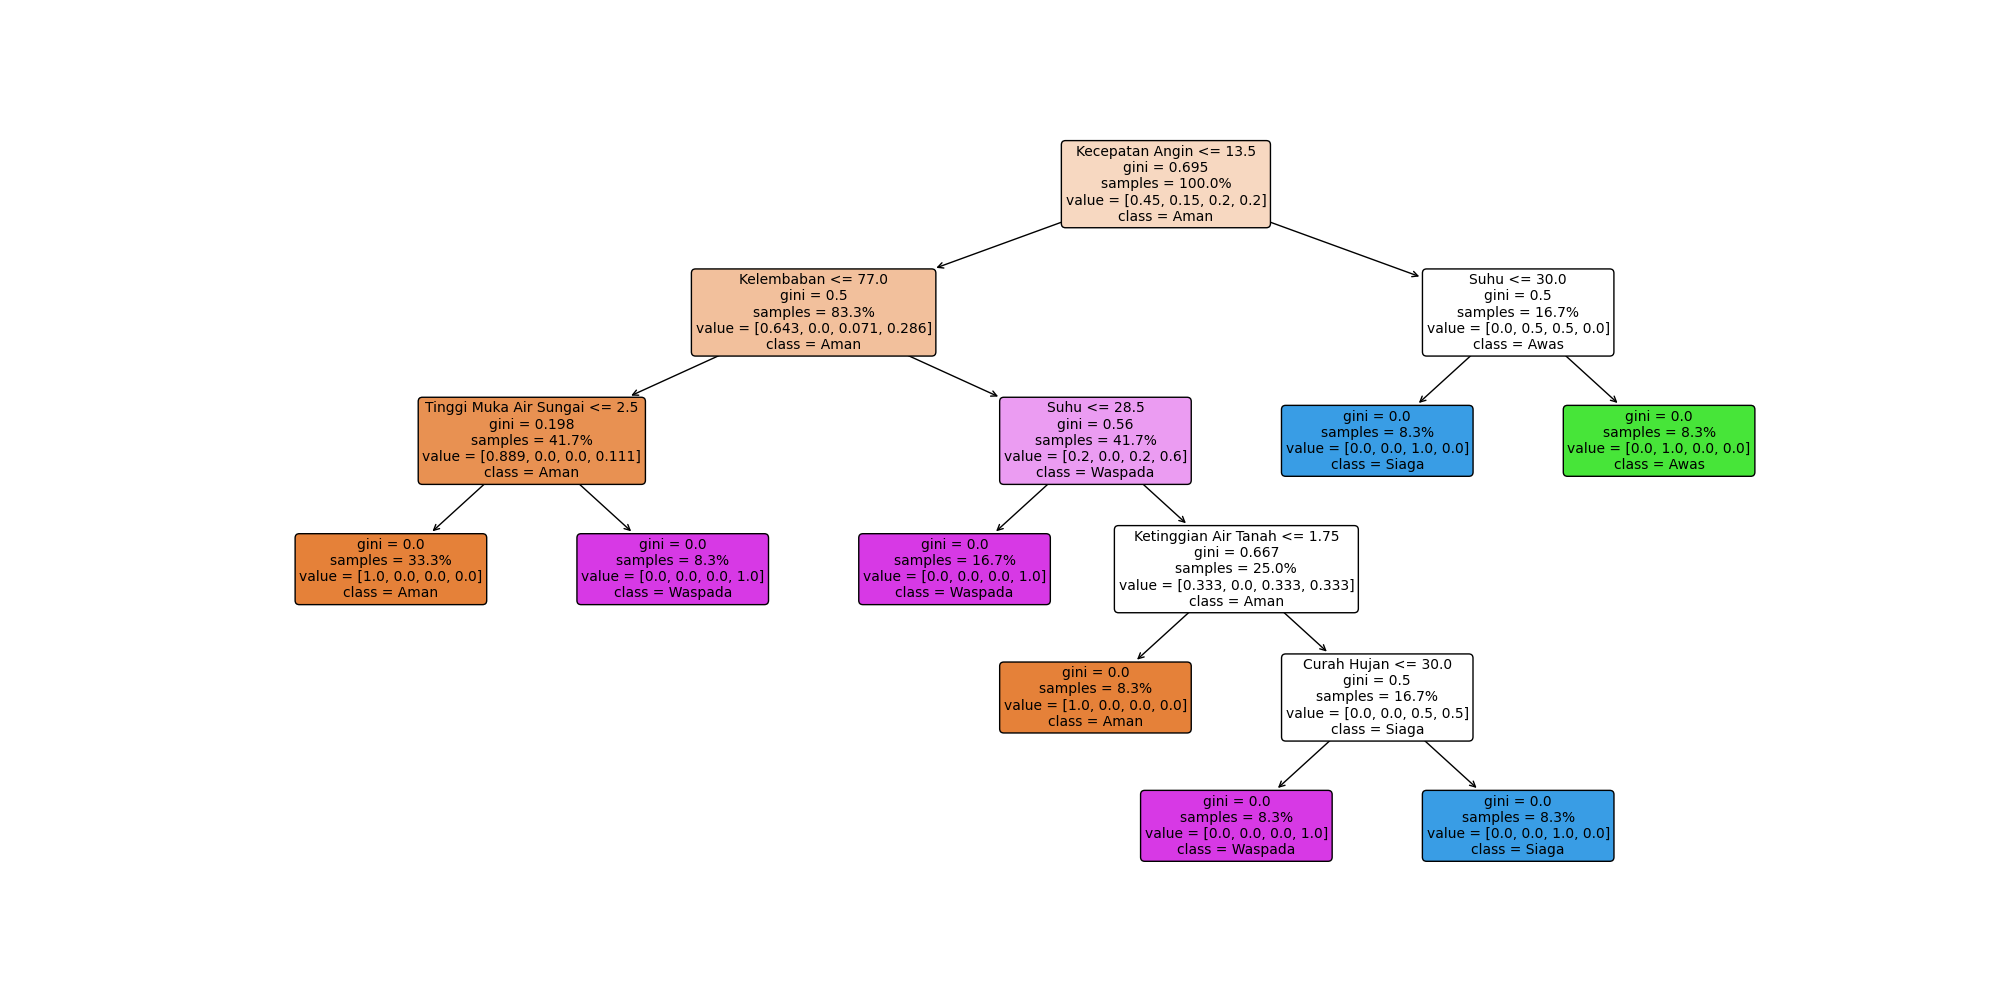 Kecepatan Angin <= 13.5
gini = 0.695
samples = 100.0%
value = [0.45, 0.15, 0.2, 0.2]
class = Aman
Kelembaban <= 77.0
gini = 0.5
samples = 83.3%
value = [0.643, 0.0, 0.071, 0.286]
class = Aman
Suhu <= 30.0
gini = 0.5
samples = 16.7%
value = [0.0, 0.5, 0.5, 0.0]
class = Awas
Tinggi Muka Air Sungai <= 2.5
gini = 0.198
samples = 41.7%
value = [0.889, 0.0, 0.0, 0.111]
class = Aman
Suhu <= 28.5
gini = 0.56
samples = 41.7%
value = [0.2, 0.0, 0.2, 0.6]
class = Waspada
gini = 0.0
samples = 8.3%
value = [0.0, 0.0, 1.0, 0.0]
class = Siaga
gini = 0.0
samples = 8.3%
value = [0.0, 1.0, 0.0, 0.0]
class = Awas
gini = 0.0
samples = 33.3%
value = [1.0, 0.0, 0.0, 0.0]
class = Aman
gini = 0.0
samples = 8.3%
value = [0.0, 0.0, 0.0, 1.0]
class = Waspada
gini = 0.0
samples = 16.7%
value = [0.0, 0.0, 0.0, 1.0]
class = Waspada
Ketinggian Air Tanah <= 1.75
gini = 0.667
samples = 25.0%
value = [0.333, 0.0, 0.333, 0.333]
class = Aman
gini = 0.0
samples = 8.3%
value = [1.0, 0.0, 0.0, 0.0]
class = Aman
Curah Hujan <= 30.0
gini = 0.5
samples = 16.7%
value = [0.0, 0.0, 0.5, 0.5]
class = Siaga
gini = 0.0
samples = 8.3%
value = [0.0, 0.0, 0.0, 1.0]
class = Waspada
gini = 0.0
samples = 8.3%
value = [0.0, 0.0, 1.0, 0.0]
class = Siaga